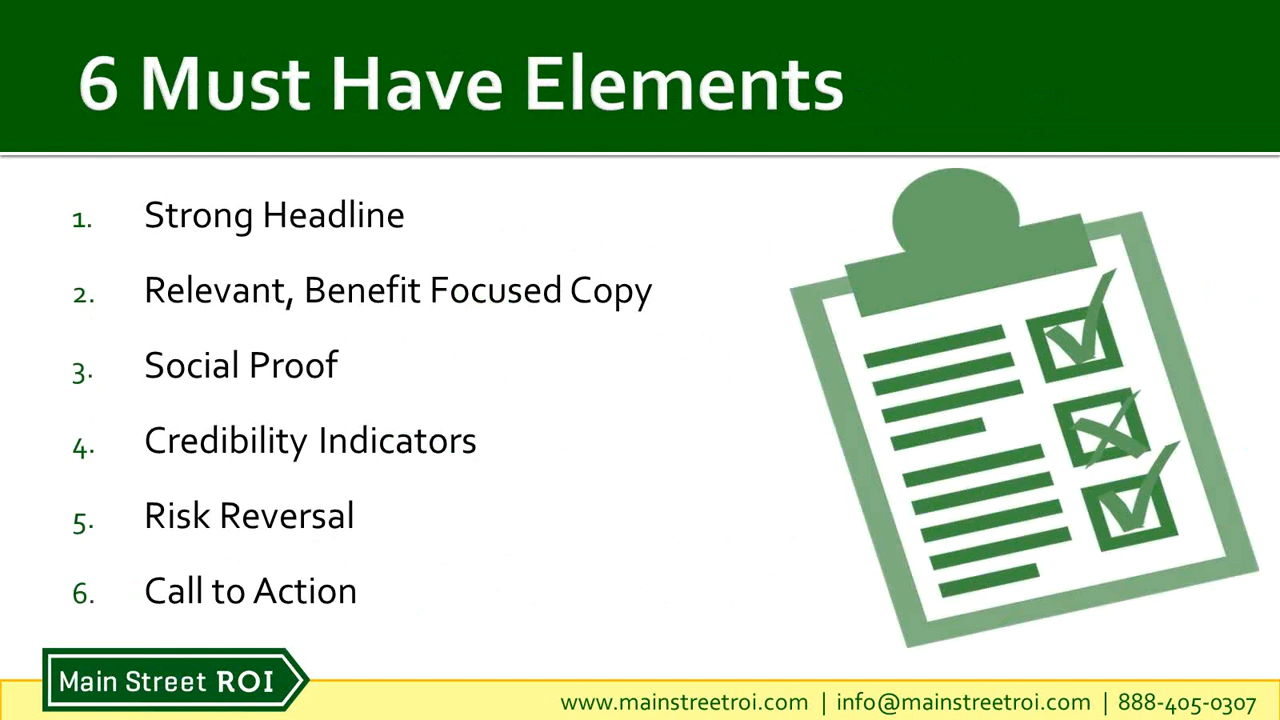 6 Must Have Elements
1. Strong Headline
2. Relevant, Benefit Focused Copy
3. Social Proof
4. Credibility Indicators
5. Risk Reversal
6. Call to Action
Main Street ROI
www.mainstreetroi.com | info@mainstreetroi.com | 888-405-0307